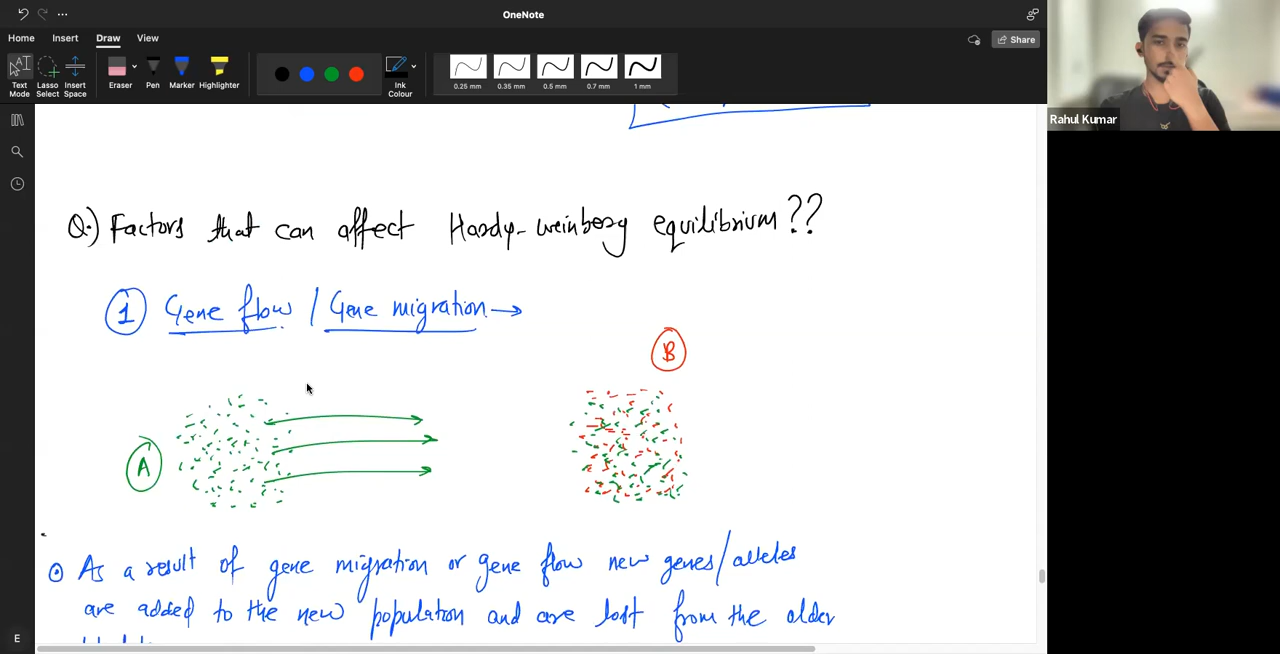 OneNote
Home Insert Draw View
Share
Text Mode
Lasso Select
Insert Space
Eraser
Pen
Marker
Highlighter
Ink Colour
0.25 mm
0.35 mm
0.5 mm
0.7 mm
1 mm
Rahul Kumar
Q.) Factors that can affect Hardy-weinberg equilibrium??
1 Gene flow / Gene migration →
B
A
⊙ As a result of gene migration or gene flow new genes/alleles
are added to the new population and are lost from the older
E